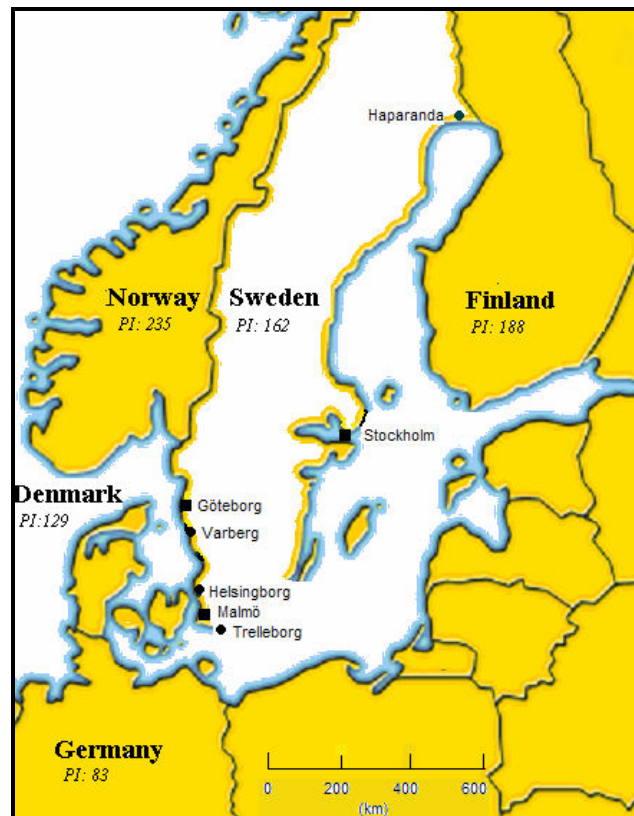 Haparanda
Norway
PI: 235
Sweden
PI: 162
Finland
PI: 188
Stockholm
Denmark
PI:129
Göteborg
Varberg
Helsingborg
Malmö
Trelleborg
Germany
PI: 83
0 200 400 600
(km)